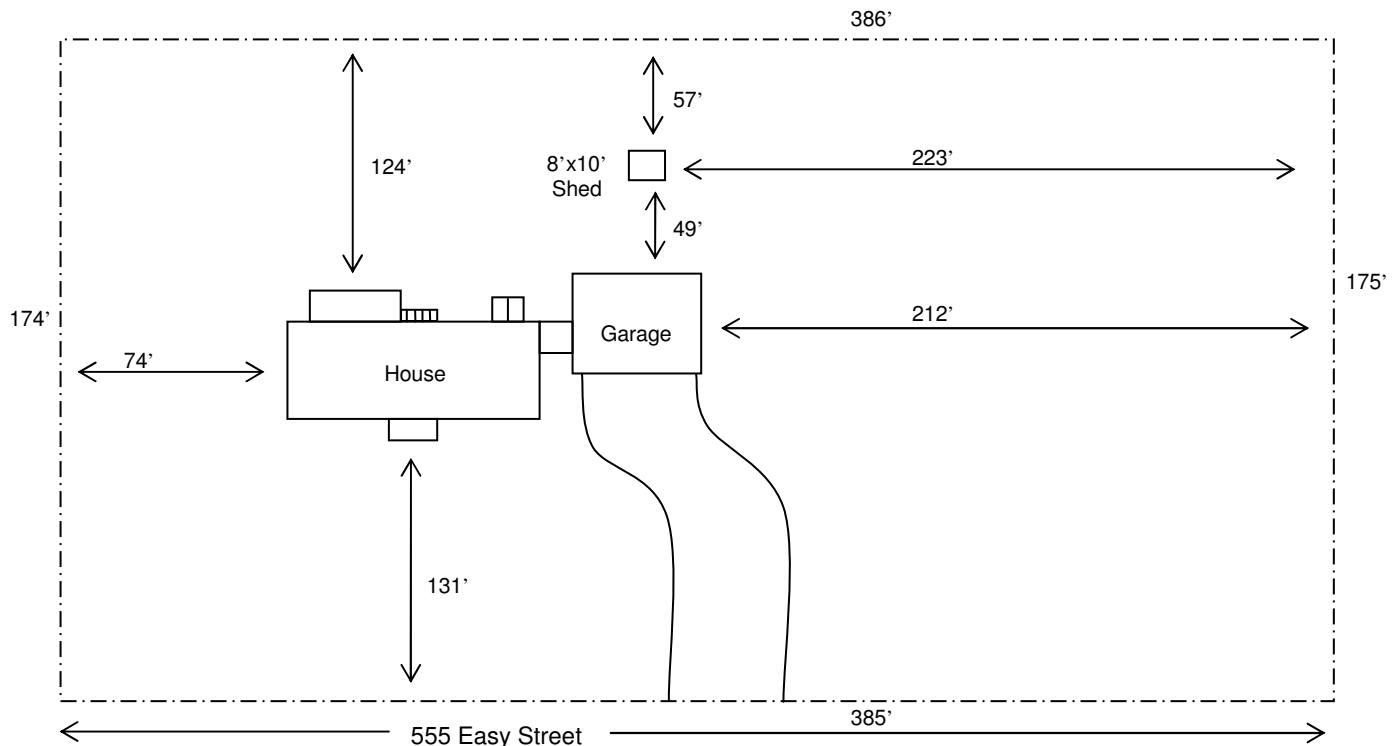 386’
57’
8’x10’
Shed
223’
124’
49’
175’
174’
212’
Garage
74’
House
131’
385’
555 Easy Street